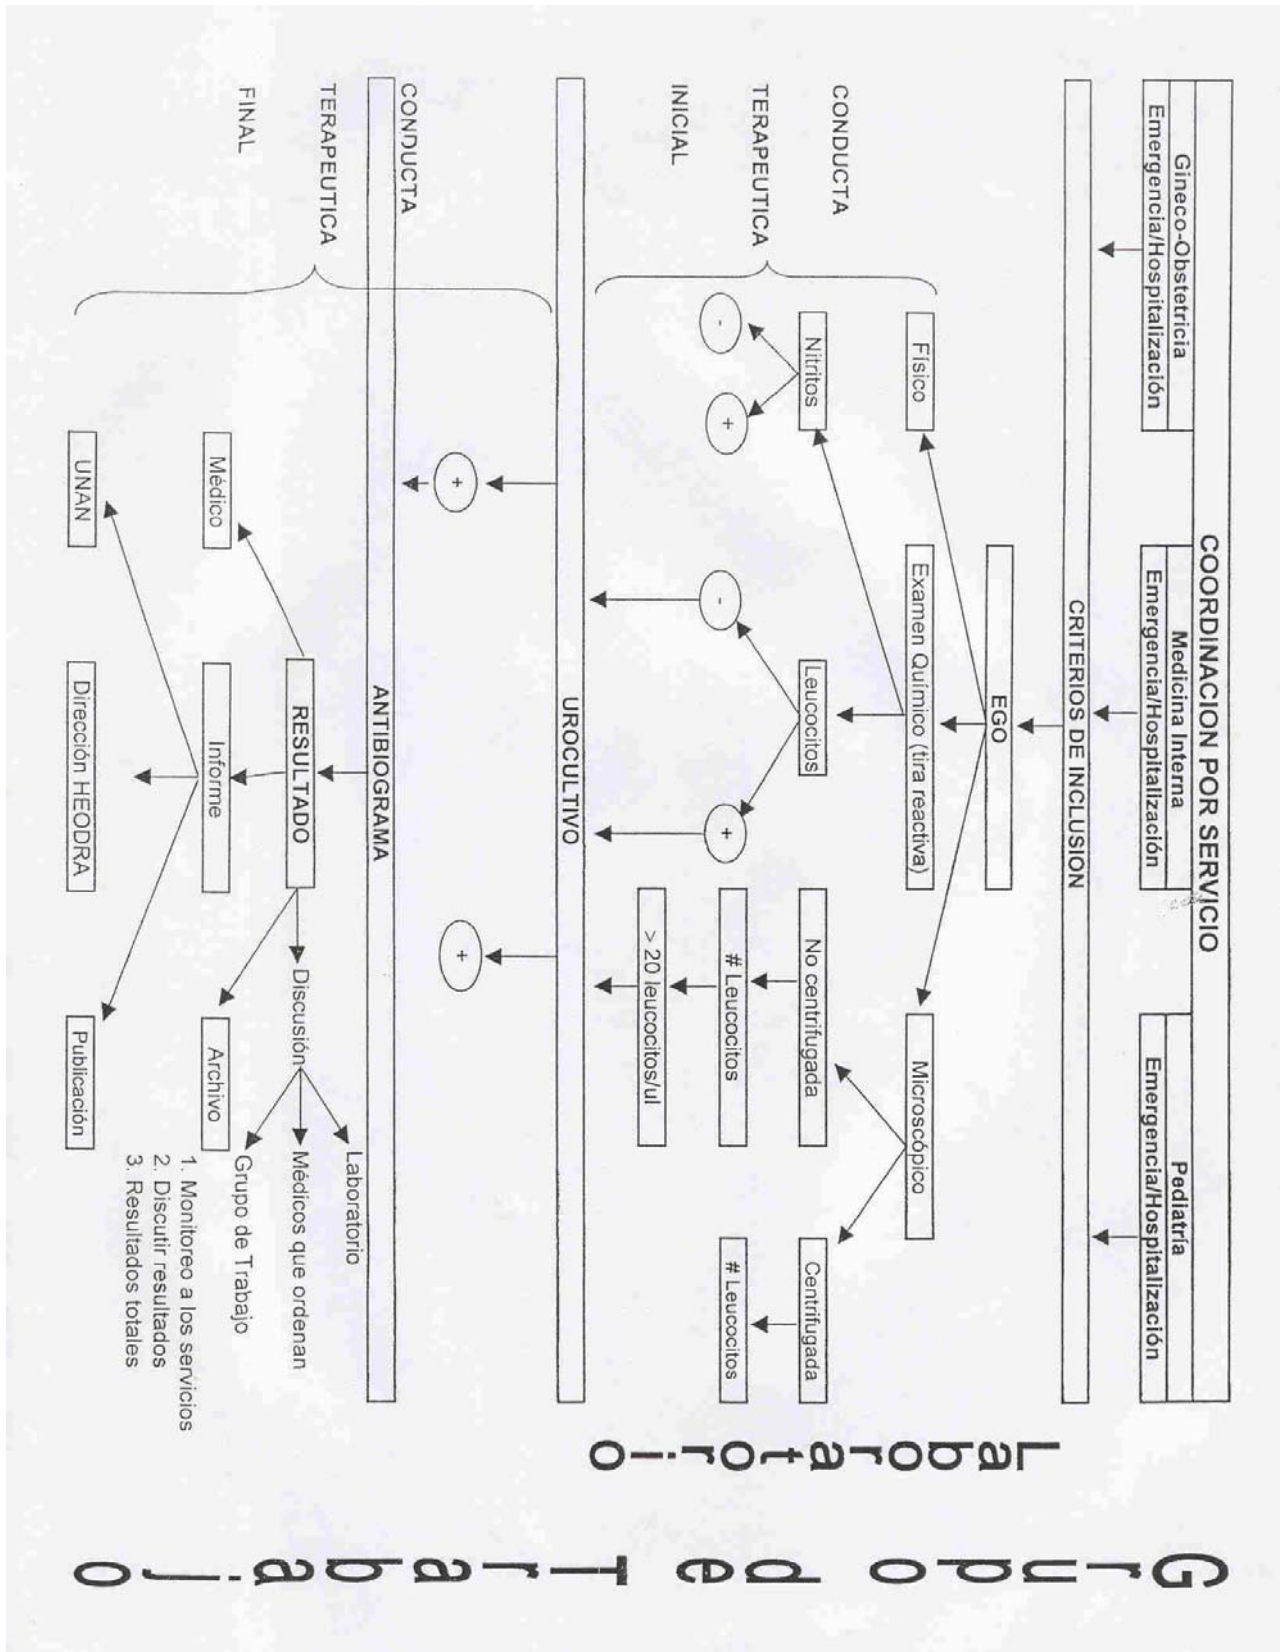 COORDINACION POR SERVICIO
Gineco-Obstetricia
Emergencia/Hospitalización
Medicina Interna
Emergencia/Hospitalización
Pediatría
Emergencia/Hospitalización
CRITERIOS DE INCLUSION
EGO
Físico
Examen Químico (tira reactiva)
Microscópico
CONDUCTA
TERAPEUTICA
INICIAL
Nitritos
Leucocitos
No centrifugada
Centrifugada
-
+
-
+
# Leucocitos
# Leucocitos
> 20 leucocitos/ul
UROCULTIVO
+
+
CONDUCTA
TERAPEUTICA
FINAL
ANTIBIOGRAMA
RESULTADO
Discusión
Laboratorio
Médicos que ordenan
Grupo de Trabajo
Médico
Informe
Archivo
1. Monitoreo a los servicios
2. Discutir resultados
3. Resultados totales
UNAN
Dirección HEODRA
Publicación
Laboratorio
Grupo de Trabajo